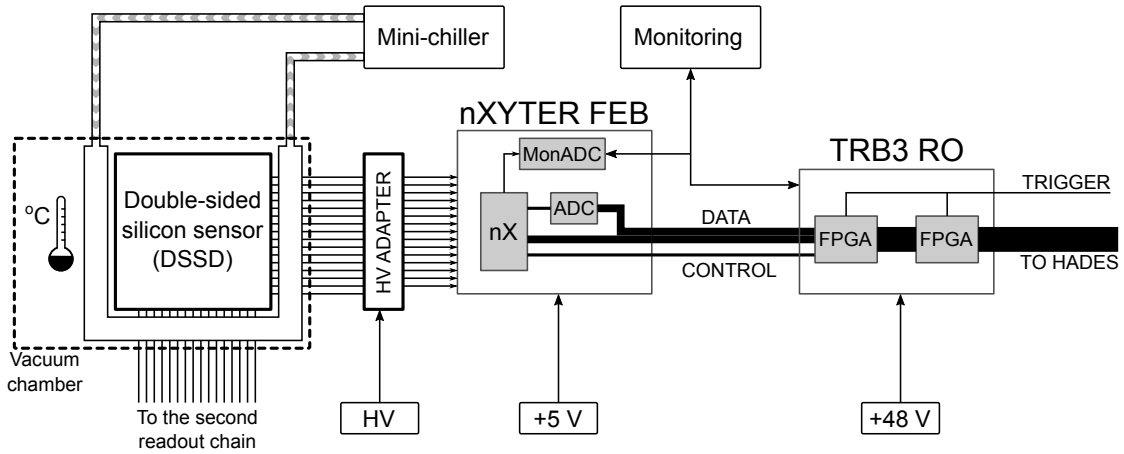 Mini-chiller
Monitoring
nXYTER FEB
MonADC
TRB3 RO
TRIGGER
Double-sided
silicon sensor
(DSSD)
ºC
HV ADAPTER
nX
ADC
DATA
FPGA
FPGA
CONTROL
TO HADES
Vacuum
chamber
To the second
readout chain
HV
+5 V
+48 V